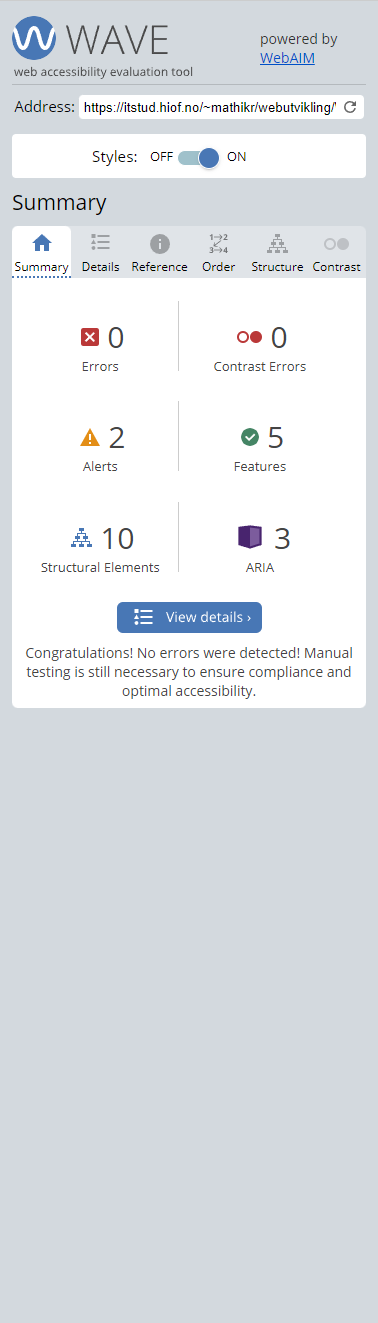 WAVE
web accessibility evaluation tool
powered by
WebAIM
Address: https://itstud.hiof.no/~mathikr/webutvikling/
Styles: OFF ON
Summary
Summary Details Reference Order Structure Contrast
0
Errors
0
Contrast Errors
2
Alerts
5
Features
10
Structural Elements
3
ARIA
View details ›
Congratulations! No errors were detected! Manual
testing is still necessary to ensure compliance and
optimal accessibility.